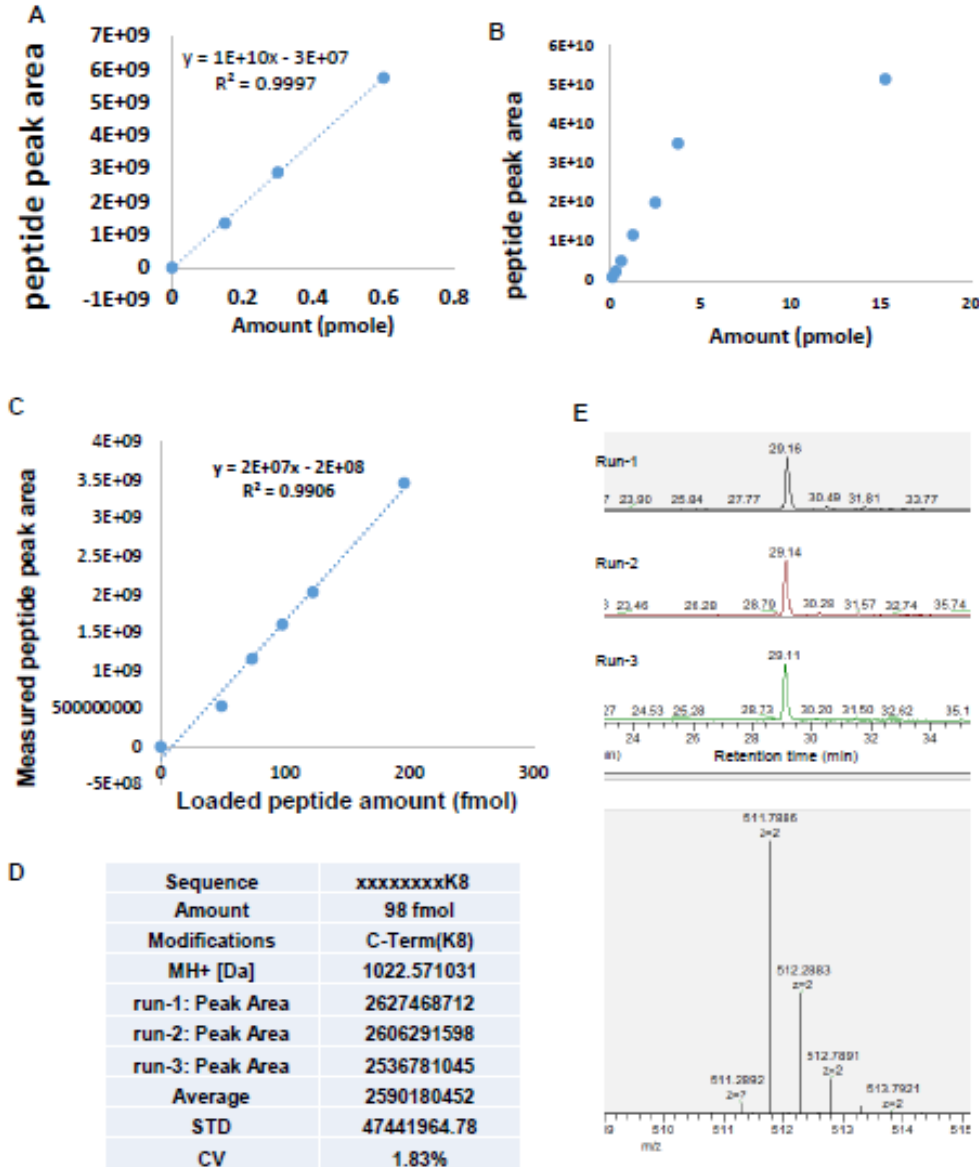 A
peptide peak area
7E+09
6E+09
5E+09
4E+09
3E+09
2E+09
1E+09
0
-1E+09
y = 1E+10x - 3E+07
R² = 0.9997
0 0.2 0.4 0.6 0.8
Amount (pmole)
B
peptide peak area
6E+10
5E+10
4E+10
3E+10
2E+10
1E+10
0
0 5 10 15 20
Amount (pmole)
C
Measured peptide peak area
4E+09
3.5E+09
3E+09
2.5E+09
2E+09
1.5E+09
1E+09
500000000
0
-5E+08
y = 2E+07x - 2E+08
R² = 0.9906
0 100 200 300
Loaded peptide amount (fmol)
D
Sequence xxxxxxxxK8
Amount 98 fmol
Modifications C-Term(K8)
MH+ [Da] 1022.571031
run-1: Peak Area 2627468712
run-2: Peak Area 2606291598
run-3: Peak Area 2536781045
Average 2590180452
STD 47441964.78
CV 1.83%
E
Run-1
29.16
7 23.90 25.84 27.77 30.49 31.81 33.77
Run-2
29.14
23.46 28.79 30.28 31.57 32.74 35.74
Run-3
29.11
27 24.53 25.28 28.73 30.20 31.50 32.62 35.1
24 26 28 30 32 34
Retention time (min)
511.7886
z=2
512.2883
z=2
512.7891
z=2
511.2892
z=?
513.7921
z=2
510 511 512 513 514 515
m/z